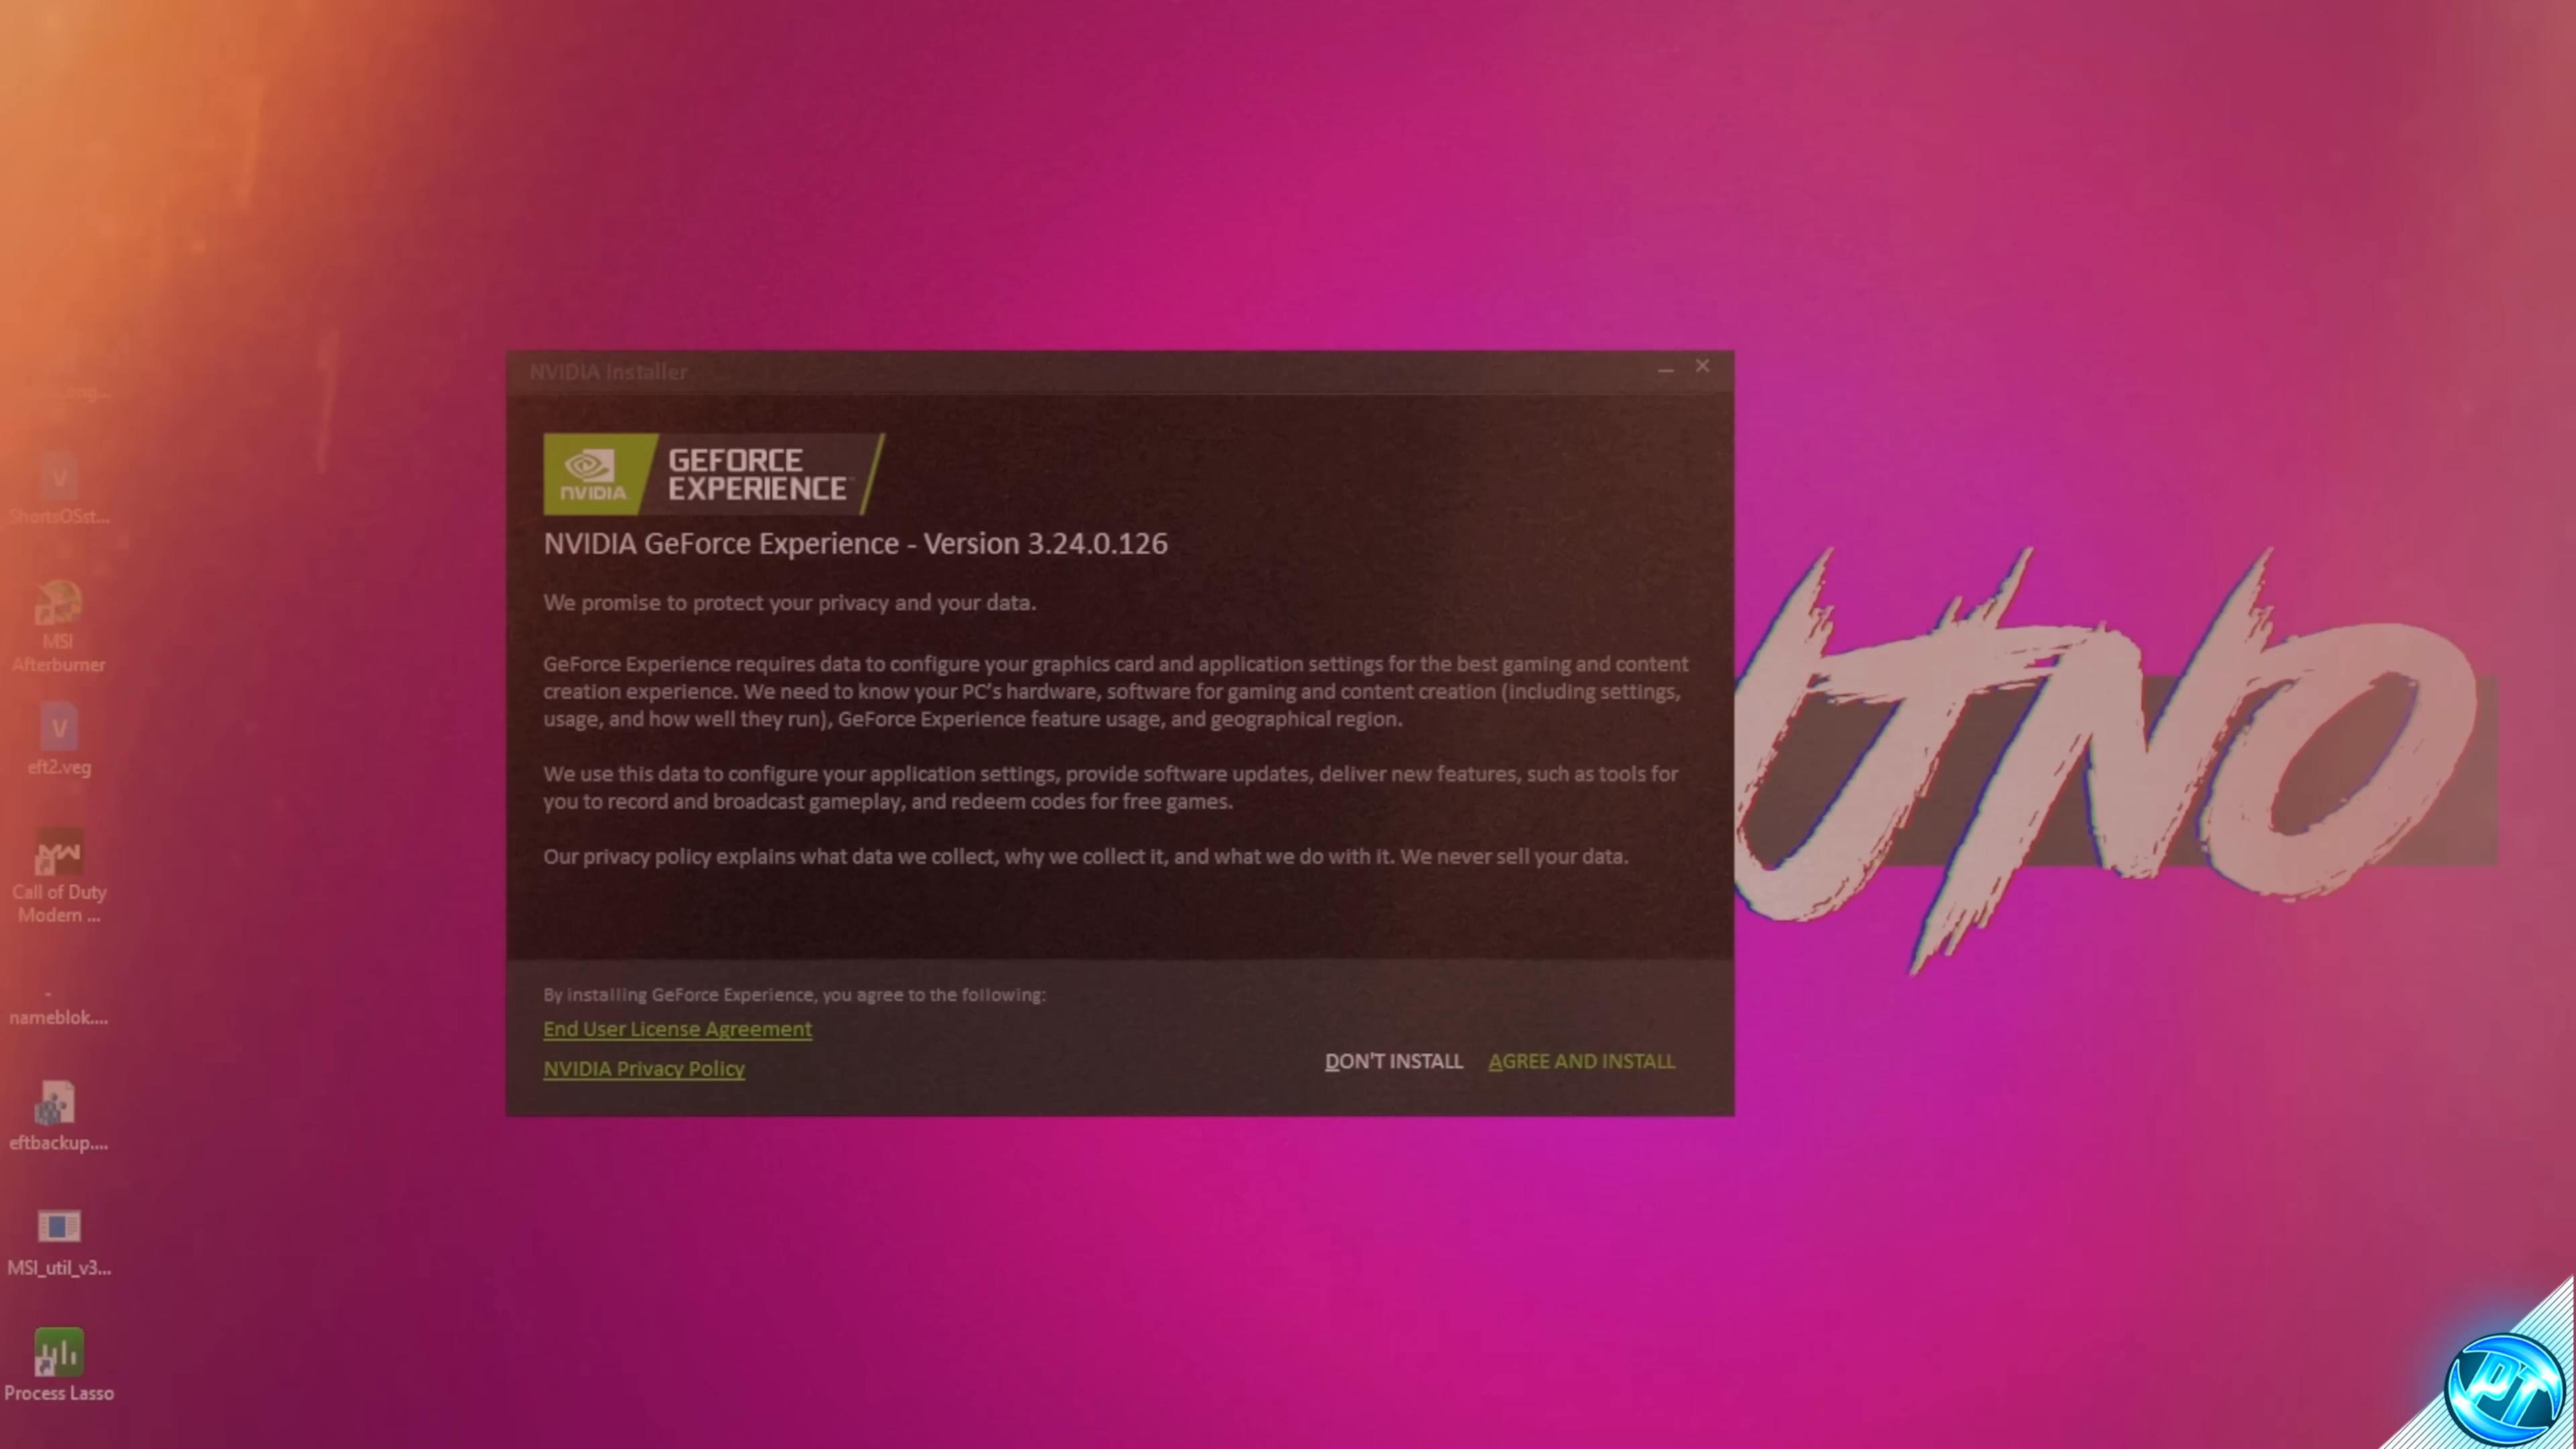 ...ong...
ShortsOSst...
MSI
Afterburner
eft2.veg
Call of Duty
Modern ...
nameblok....
eftbackup....
MSI_util_v3...
Process Lasso
NVIDIA Installer
NVIDIA
GEFORCE
EXPERIENCE
NVIDIA GeForce Experience - Version 3.24.0.126
We promise to protect your privacy and your data.
GeForce Experience requires data to configure your graphics card and application settings for the best gaming and content
creation experience. We need to know your PC's hardware, software for gaming and content creation (including settings,
usage, and how well they run), GeForce Experience feature usage, and geographical region.
We use this data to configure your application settings, provide software updates, deliver new features, such as tools for
you to record and broadcast gameplay, and redeem codes for free games.
Our privacy policy explains what data we collect, why we collect it, and what we do with it. We never sell your data.
By installing GeForce Experience, you agree to the following:
End User License Agreement
NVIDIA Privacy Policy
DON'T INSTALL AGREE AND INSTALL
UTNO
PT